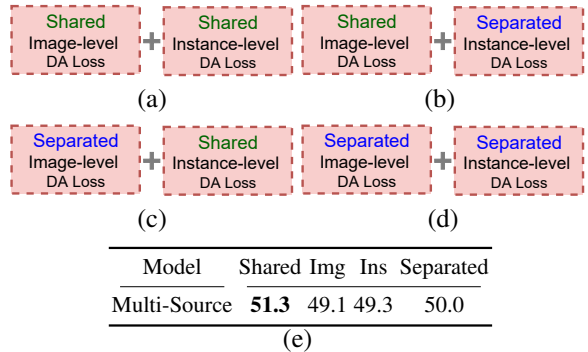 Shared
Image-level
DA Loss
+
Shared
Instance-level
DA Loss
(a)
Shared
Image-level
DA Loss
+
Separated
Instance-level
DA Loss
(b)
Separated
Image-level
DA Loss
+
Shared
Instance-level
DA Loss
(c)
Separated
Image-level
DA Loss
+
Separated
Instance-level
DA Loss
(d)
Model Shared Img Ins Separated
Multi-Source 51.3 49.1 49.3 50.0
(e)